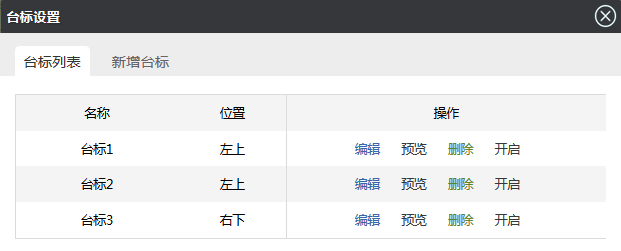 台标设置
台标列表 新增台标
名称 位置 操作
台标1 左上 编辑 预览 删除 开启
台标2 左上 编辑 预览 删除 开启
台标3 右下 编辑 预览 删除 开启